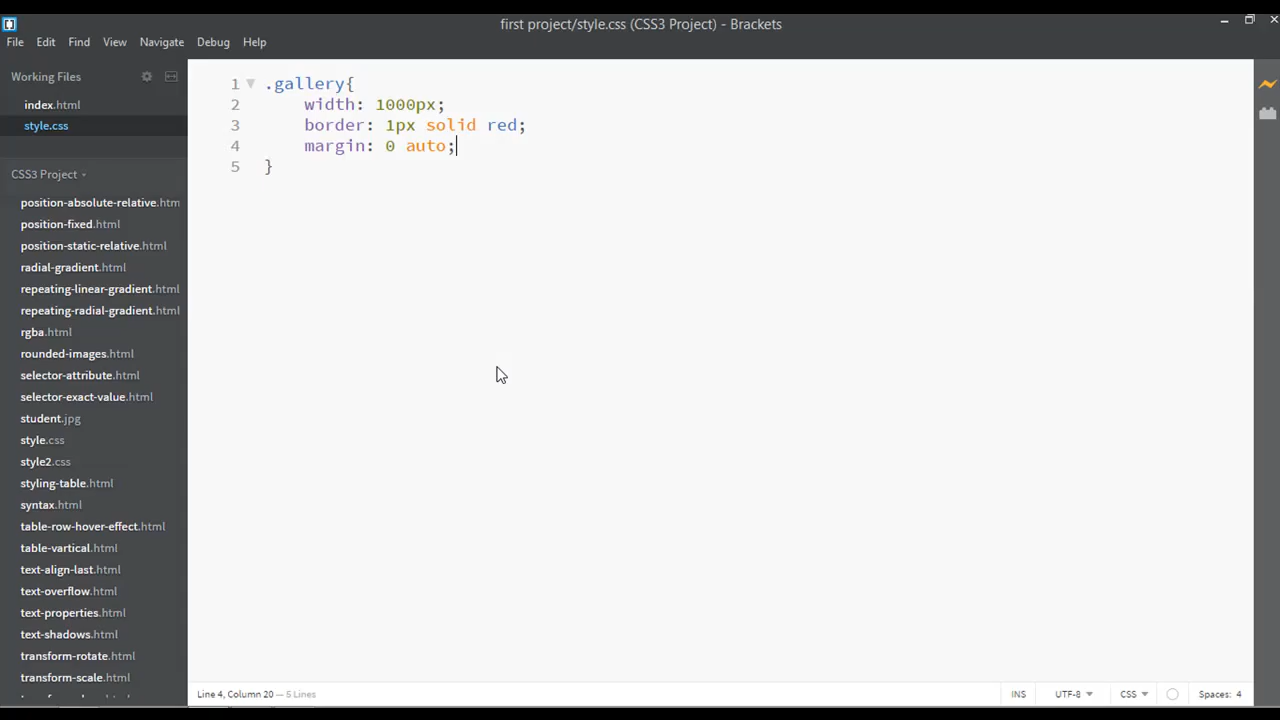 first project/style.css (CSS3 Project) - Brackets
File Edit Find View Navigate Debug Help
Working Files
index.html
style.css
CSS3 Project
position-absolute-relative.htm
position-fixed.html
position-static-relative.html
radial-gradient.html
repeating-linear-gradient.html
repeating-radial-gradient.html
rgba.html
rounded-images.html
selector-attribute.html
selector-exact-value.html
student.jpg
style.css
style2.css
styling-table.html
syntax.html
table-row-hover-effect.html
table-vartical.html
text-align-last.html
text-overflow.html
text-properties.html
text-shadows.html
transform-rotate.html
transform-scale.html
1 .gallery{
2 width: 1000px;
3 border: 1px solid red;
4 margin: 0 auto;
5 }
Line 4, Column 20 — 5 Lines
INS UTF-8 CSS Spaces: 4